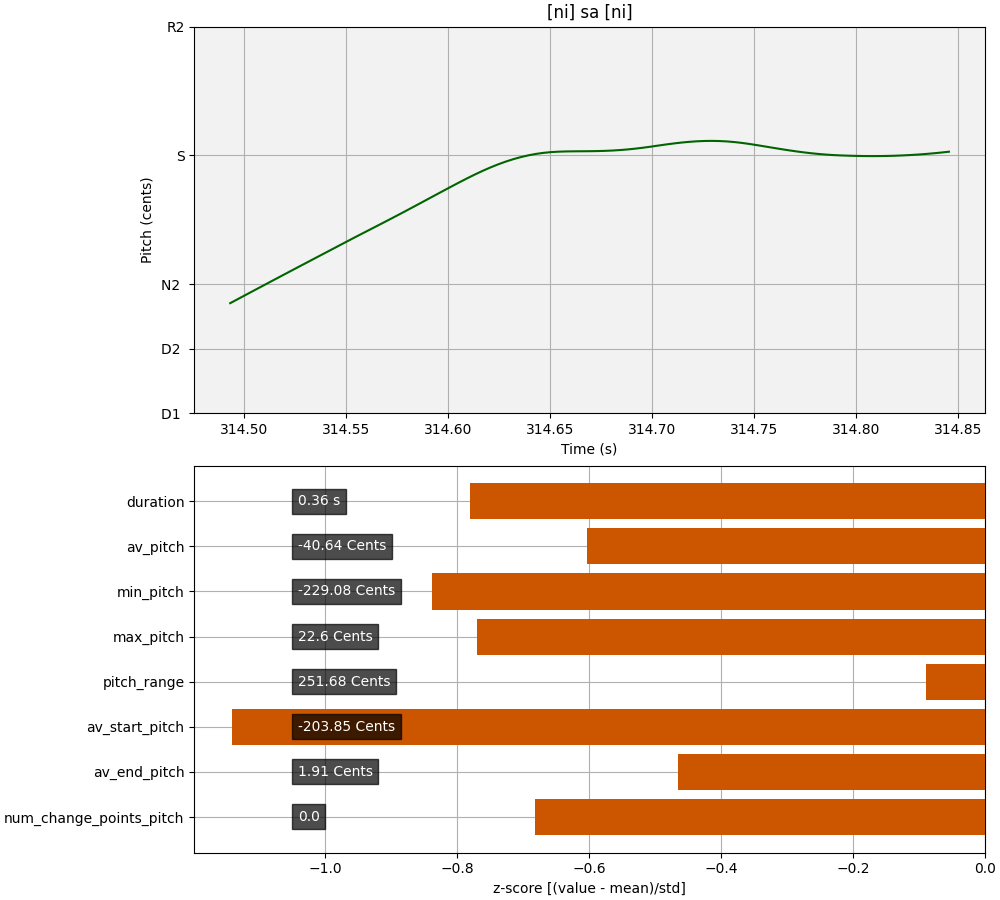 [ni] sa [ni]
R2
S
N2
D2
D1
Pitch (cents)
314.50 314.55 314.60 314.65 314.70 314.75 314.80 314.85
Time (s)
duration 0.36 s
av_pitch -40.64 Cents
min_pitch -229.08 Cents
max_pitch 22.6 Cents
pitch_range 251.68 Cents
av_start_pitch -203.85 Cents
av_end_pitch 1.91 Cents
num_change_points_pitch 0.0
−1.0 −0.8 −0.6 −0.4 −0.2 0.0
z-score [(value - mean)/std]